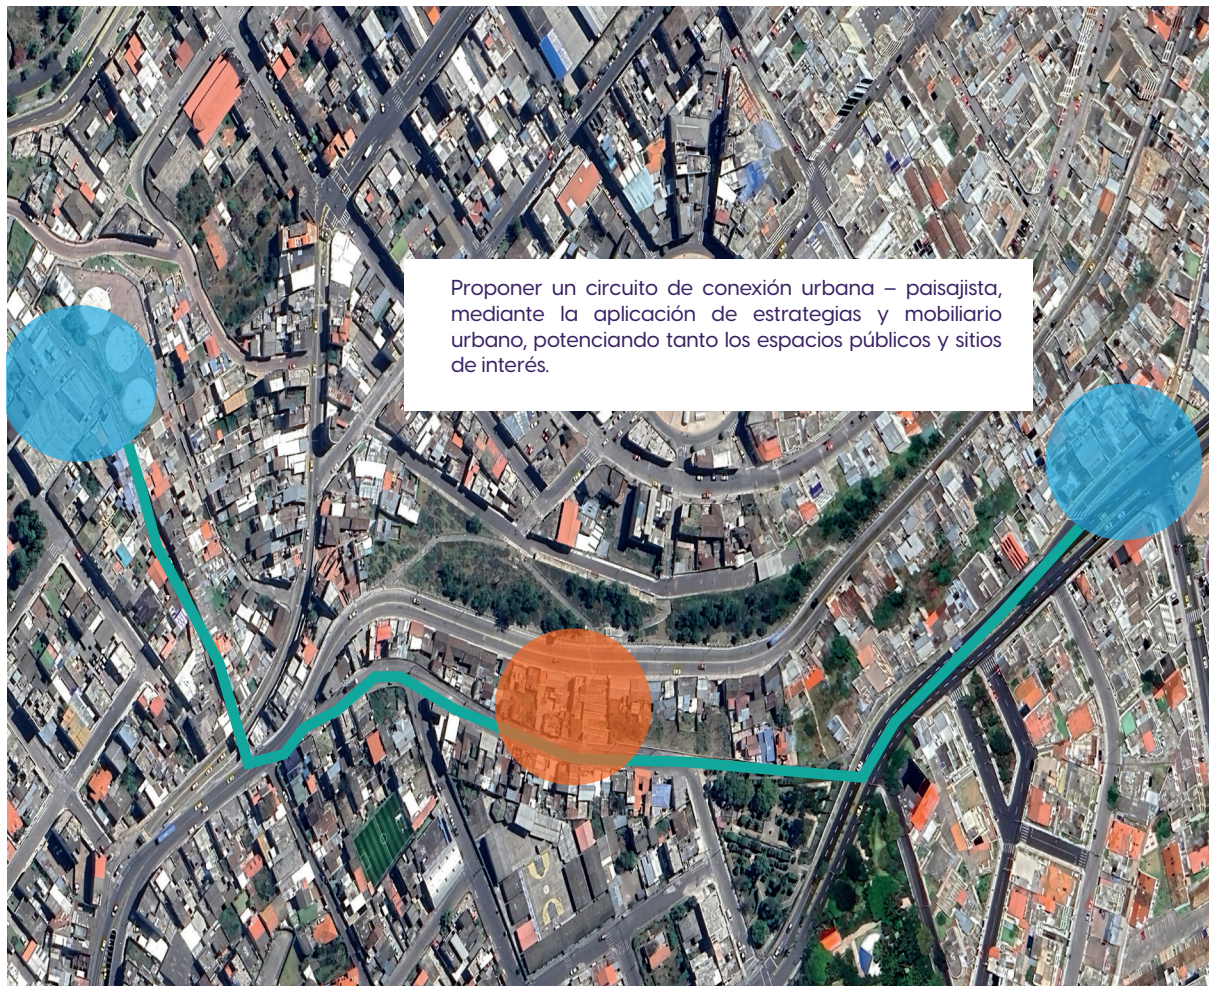 Proponer un circuito de conexión urbana – paisajista,
mediante la aplicación de estrategias y mobiliario
urbano, potenciando tanto los espacios públicos y sitios
de interés.